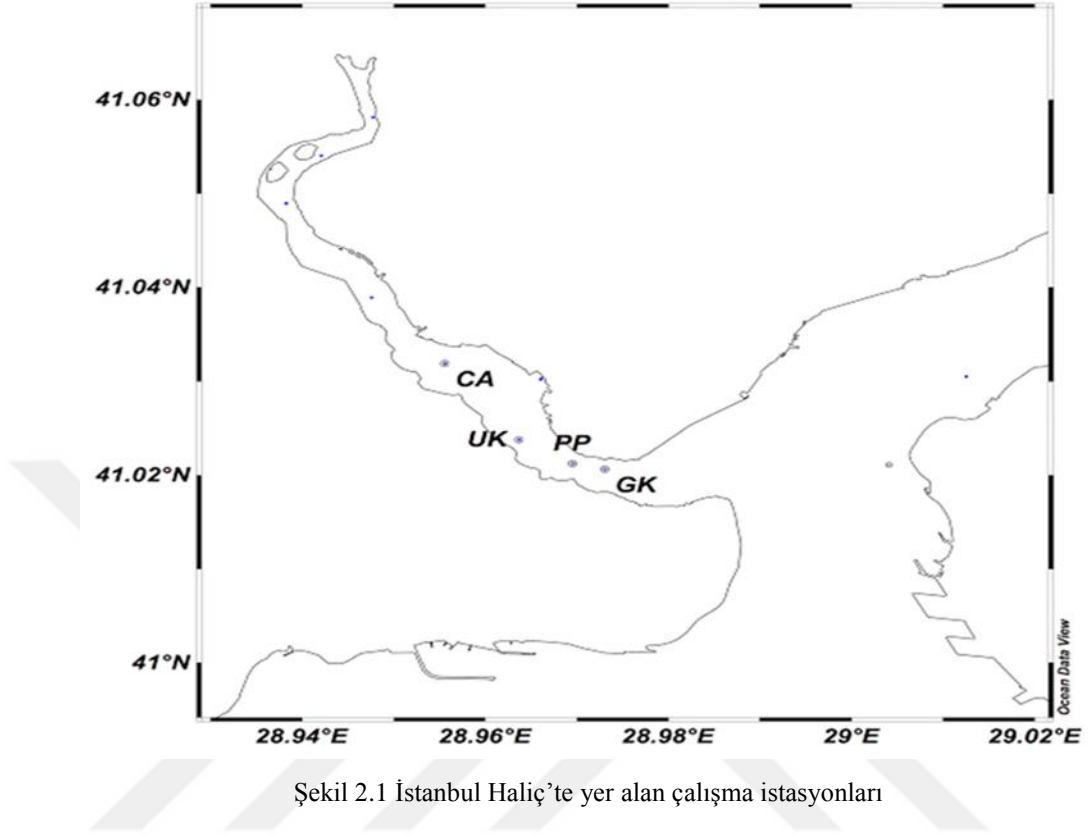 41.06°N
41.04°N
CA
UK PP
41.02°N
GK
41°N
Ocean Data View
28.94°E 28.96°E 28.98°E 29°E 29.02°E
Şekil 2.1 İstanbul Haliç’te yer alan çalışma istasyonları